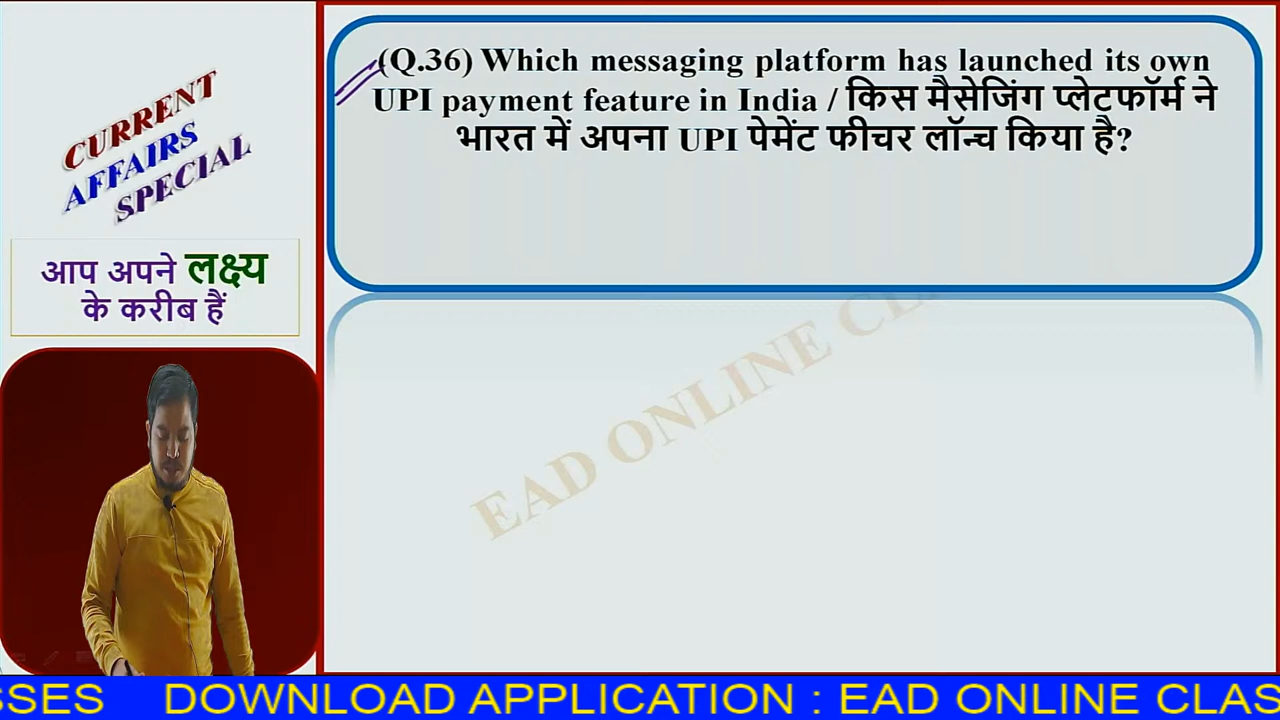 CURRENT
AFFAIRS
SPECIAL
आप अपने लक्ष्य
के करीब हैं
(Q.36) Which messaging platform has launched its own
UPI payment feature in India / किस मैसेजिंग प्लेटफॉर्म ने
भारत में अपना UPI पेमेंट फीचर लॉन्च किया है?
EAD ONLINE
SSES DOWNLOAD APPLICATION : EAD ONLINE CLAS